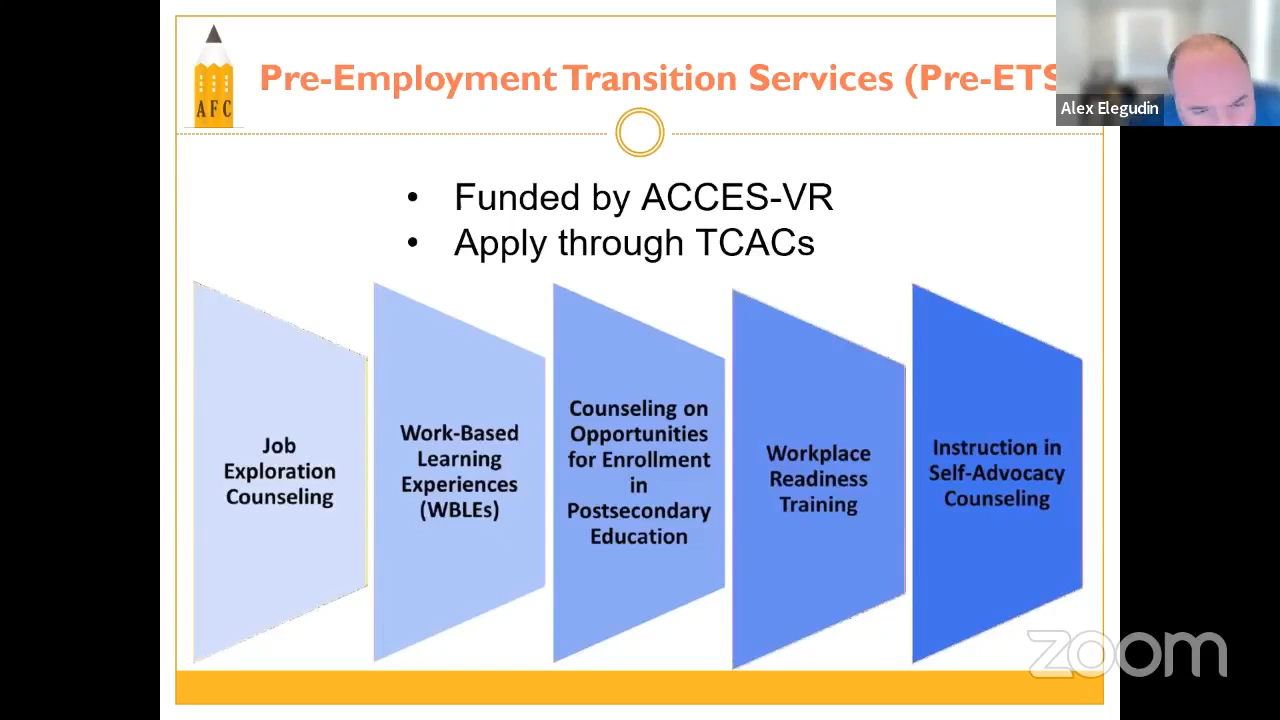 Pre-Employment Transition Services (Pre-ETS
Alex Elegudin
AFC
• Funded by ACCES-VR
• Apply through TCACs
Job
Exploration
Counseling
Work-Based
Learning
Experiences
(WBLEs)
Counseling on
Opportunities
for Enrollment
in
Postsecondary
Education
Workplace
Readiness
Training
Instruction in
Self-Advocacy
Counseling
zoom